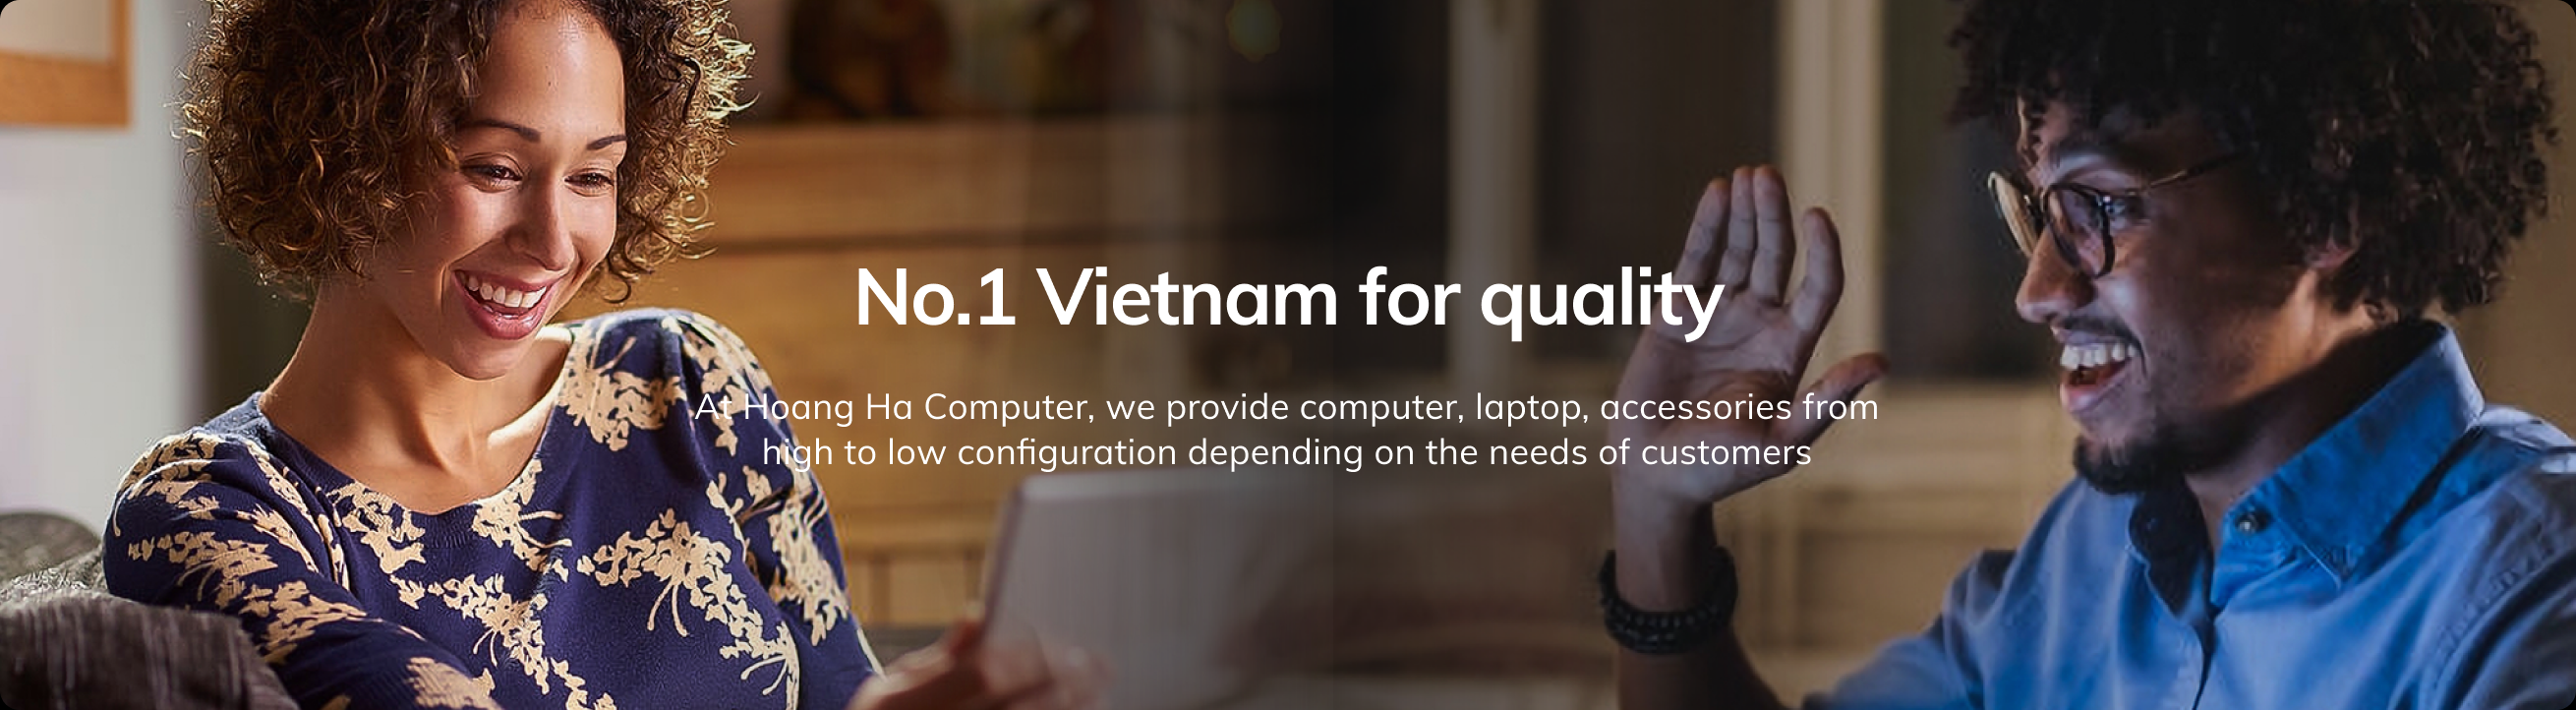 No.1 Vietnam for quality
At Hoang Ha Computer, we provide computer, laptop, accessories from
high to low configuration depending on the needs of customers